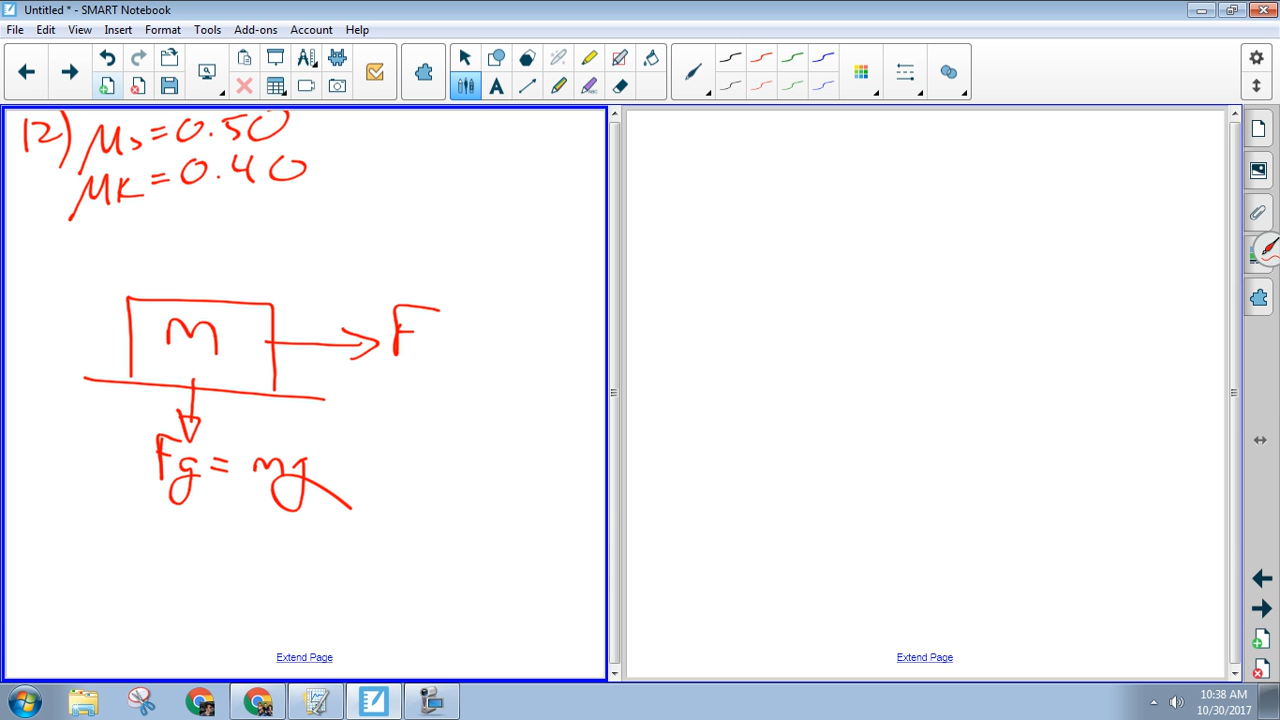 Untitled * - SMART Notebook
File Edit View Insert Format Tools Add-ons Account Help
12) μs = 0.50
μK = 0.40
m
F
Fg = mg
Extend Page
Extend Page
10:38 AM
10/30/2017